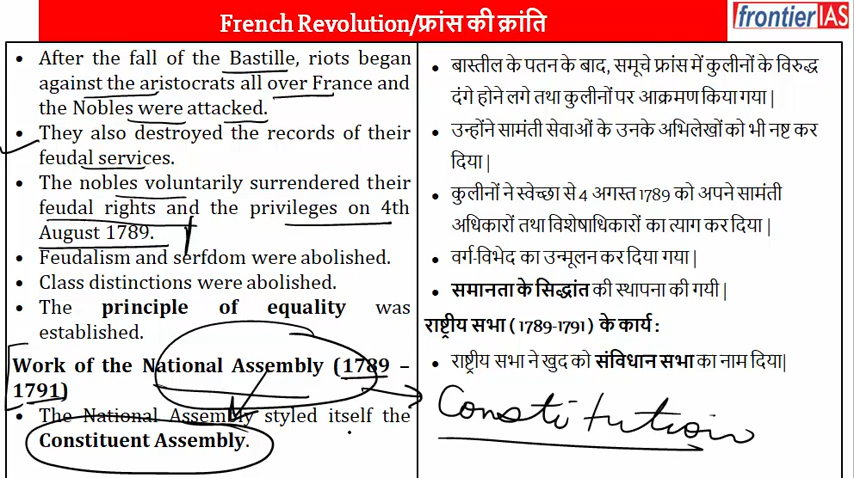 French Revolution/फ्रांस की क्रांति
frontierIAS
• After the fall of the Bastille, riots began
against the aristocrats all over France and
the Nobles were attacked.
• They also destroyed the records of their
feudal services.
• The nobles voluntarily surrendered their
feudal rights and the privileges on 4th
August 1789.
• Feudalism and serfdom were abolished.
• Class distinctions were abolished.
• The principle of equality was
established.
Work of the National Assembly (1789 –
1791)
• The National Assembly styled itself the
Constituent Assembly.
• बास्तील के पतन के बाद, समूचे फ्रांस में कुलीनों के विरुद्ध
दंगे होने लगे तथा कुलीनों पर आक्रमण किया गया|
• उन्होंने सामंती सेवाओं के उनके अभिलेखों को भी नष्ट कर
दिया|
• कुलीनों ने स्वेच्छा से 4 अगस्त 1789 को अपने सामंती
अधिकारों तथा विशेषाधिकारों का त्याग कर दिया|
• वर्ग-विभेद का उन्मूलन कर दिया गया|
• समानता के सिद्धांत की स्थापना की गयी|
राष्ट्रीय सभा (1789-1791) के कार्य :
• राष्ट्रीय सभा ने खुद को संविधान सभा का नाम दिया|
Constitution